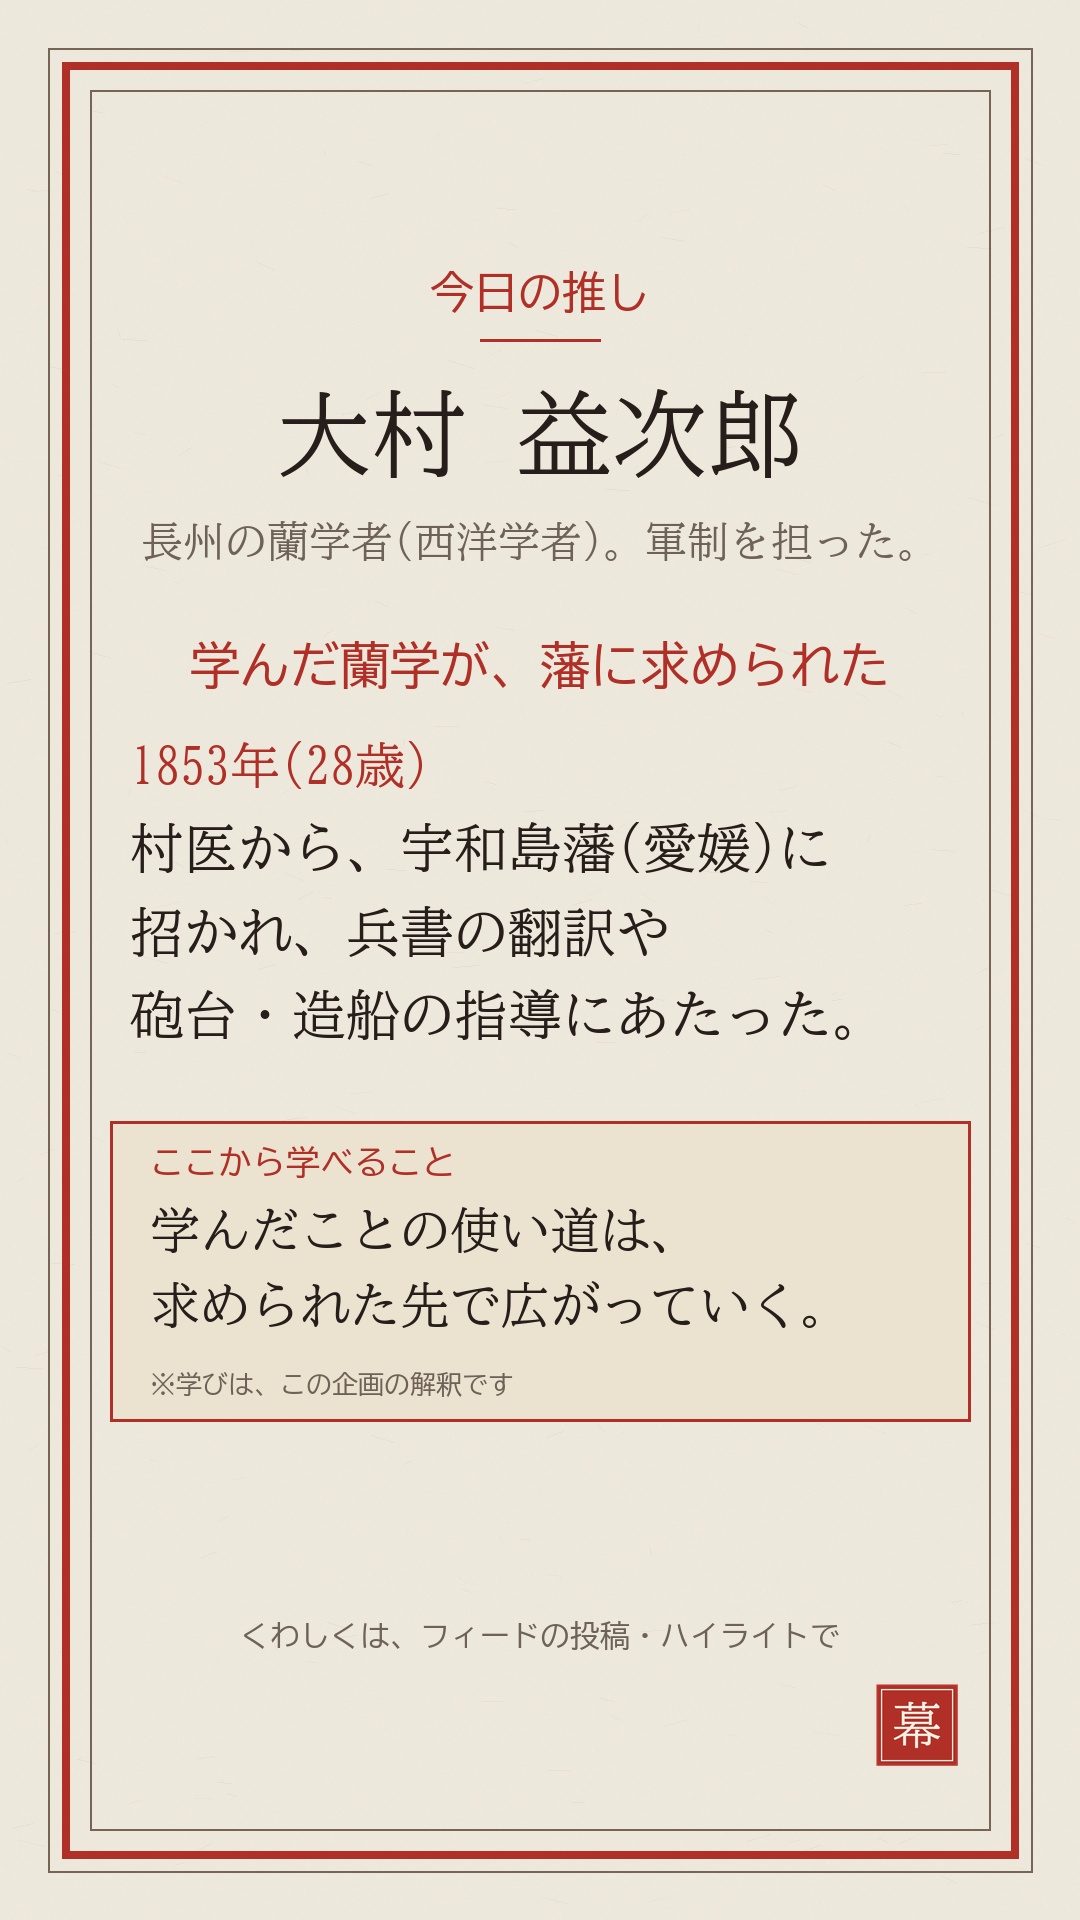 今日の推し
大村 益次郎
長州の蘭学者(西洋学者)。軍制を担った。
学んだ蘭学が、藩に求められた
1853年(28歳)
村医から、宇和島藩(愛媛)に
招かれ、兵書の翻訳や
砲台・造船の指導にあたった。
ここから学べること
学んだことの使い道は、
求められた先で広がっていく。
※学びは、この企画の解釈です
くわしくは、フィードの投稿・ハイライトで
幕